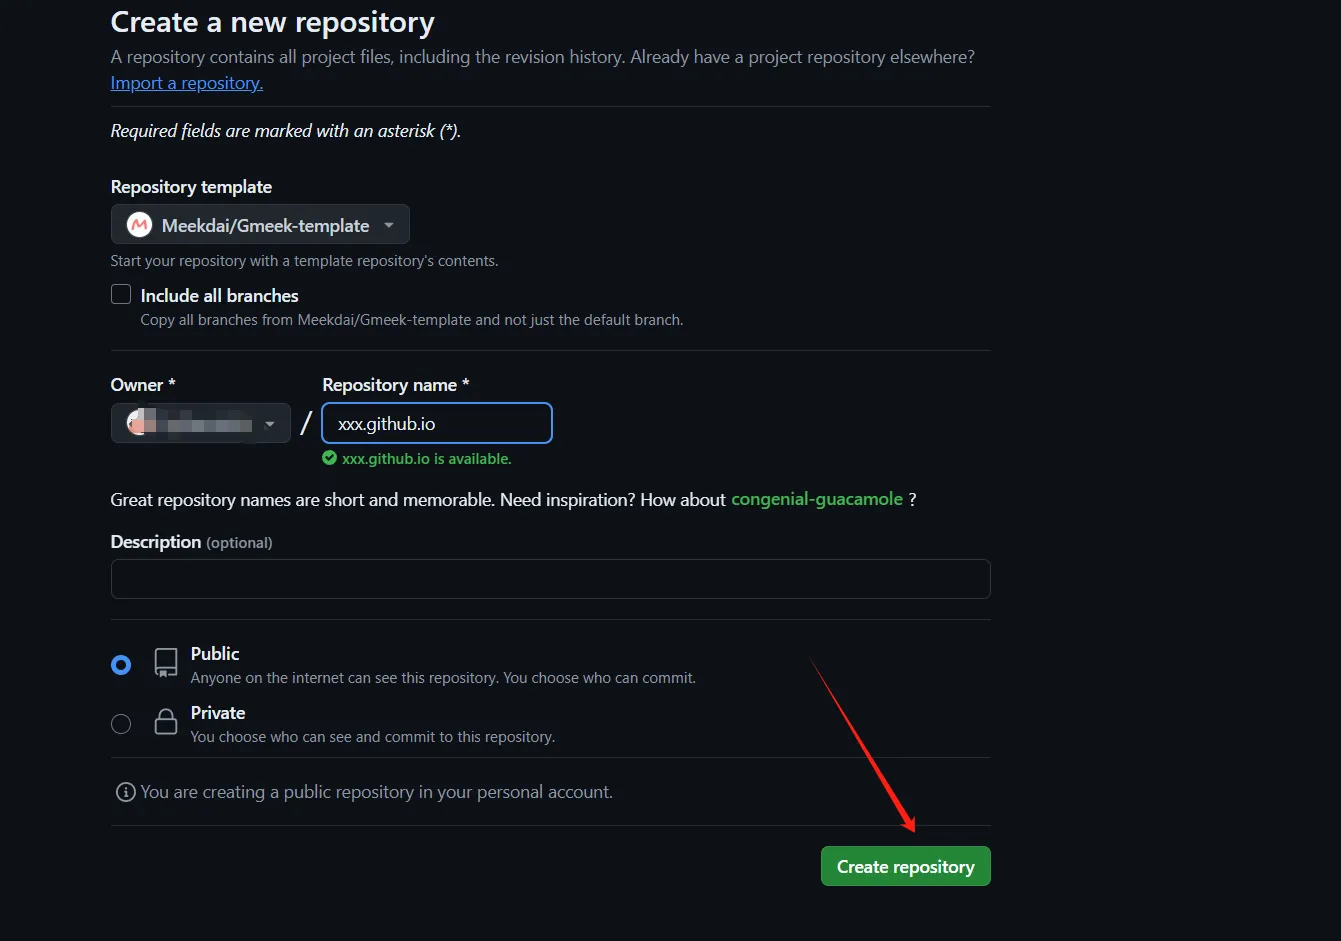 Create a new repository
A repository contains all project files, including the revision history. Already have a project repository elsewhere?
Import a repository.
Required fields are marked with an asterisk (*).
Repository template
Meekdai/Gmeek-template
Start your repository with a template repository's contents.
Include all branches
Copy all branches from Meekdai/Gmeek-template and not just the default branch.
Owner * Repository name *
/ xxx.github.io
xxx.github.io is available.
Great repository names are short and memorable. Need inspiration? How about congenial-guacamole ?
Description (optional)
Public
Anyone on the internet can see this repository. You choose who can commit.
Private
You choose who can see and commit to this repository.
You are creating a public repository in your personal account.
Create repository